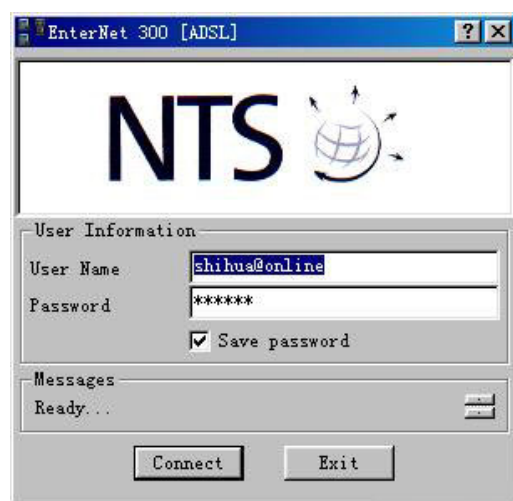 EnterNet 300 [ADSL]
NTS
User Information
User Name shihua@online
Password ******
Save password
Messages
Ready...
Connect Exit